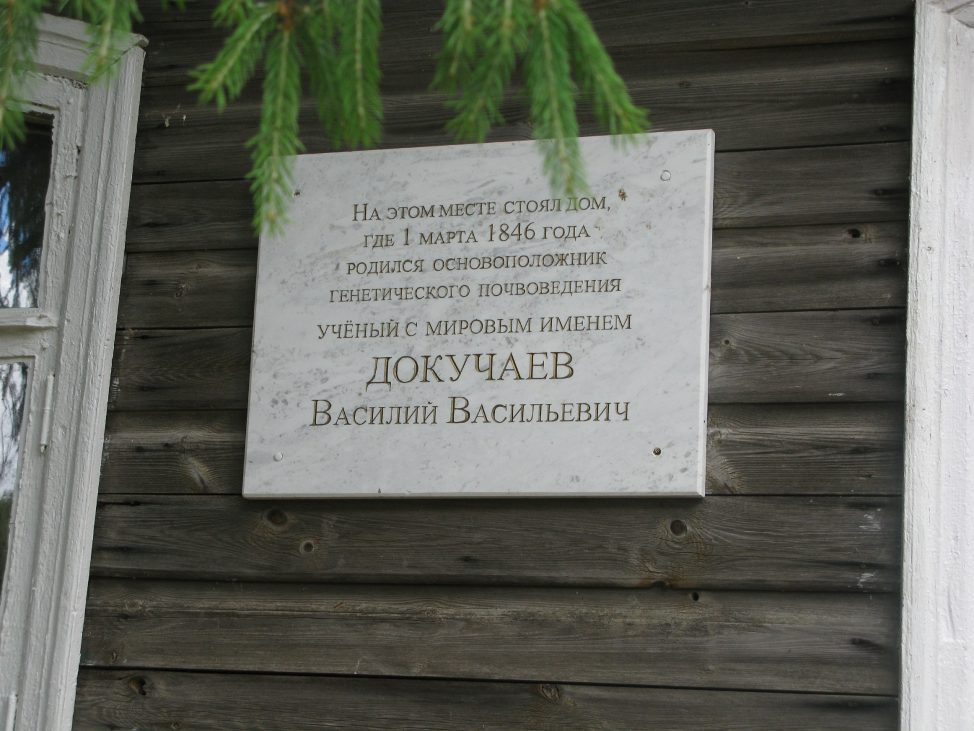 На этом месте стоял дом,
где 1 марта 1846 года
родился основоположник
генетического почвоведения
учёный с мировым именем
ДОКУЧАЕВ
Василий Васильевич